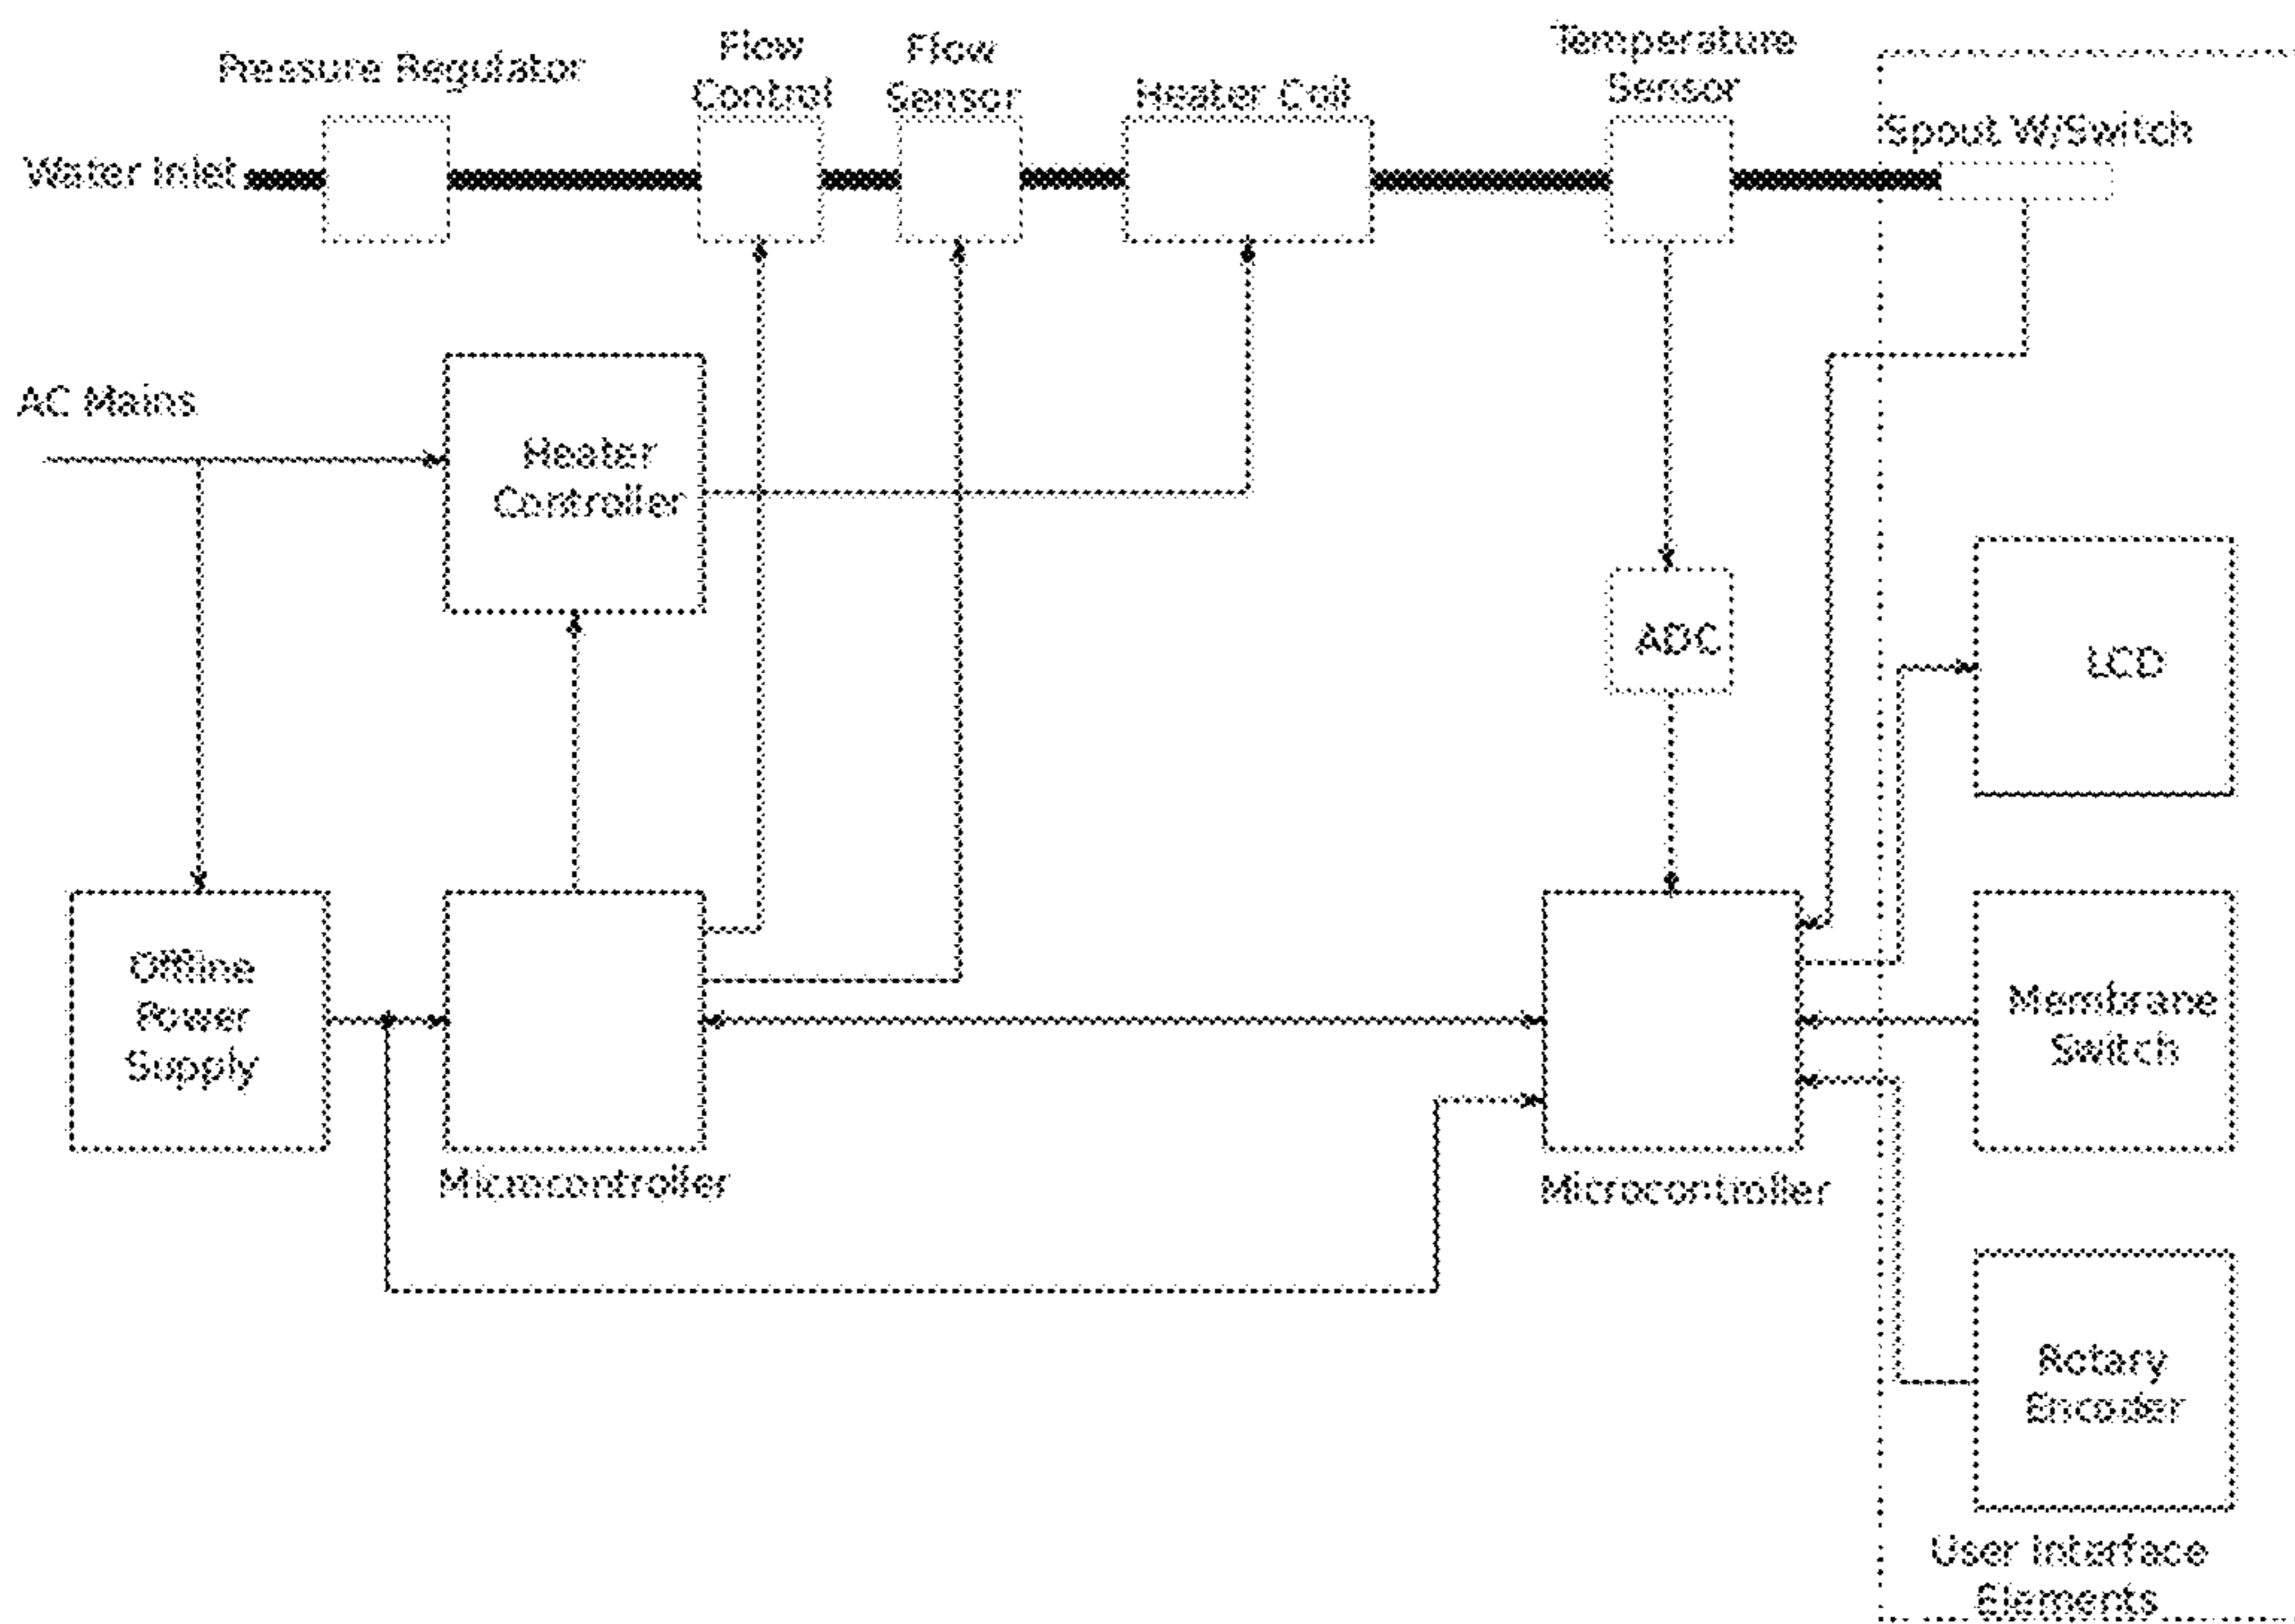 Pressure Regulator
Flow
Control
Flow
Sensor
Heater Coil
Temperature
Sensor
Spout W/Switch
Water Inlet
AC Mains
Heater
Controller
ADC
LCD
Offline
Power
Supply
Microcontroller
Microcontroller
Membrane
Switch
Rotary
Encoder
User Interface
Elements